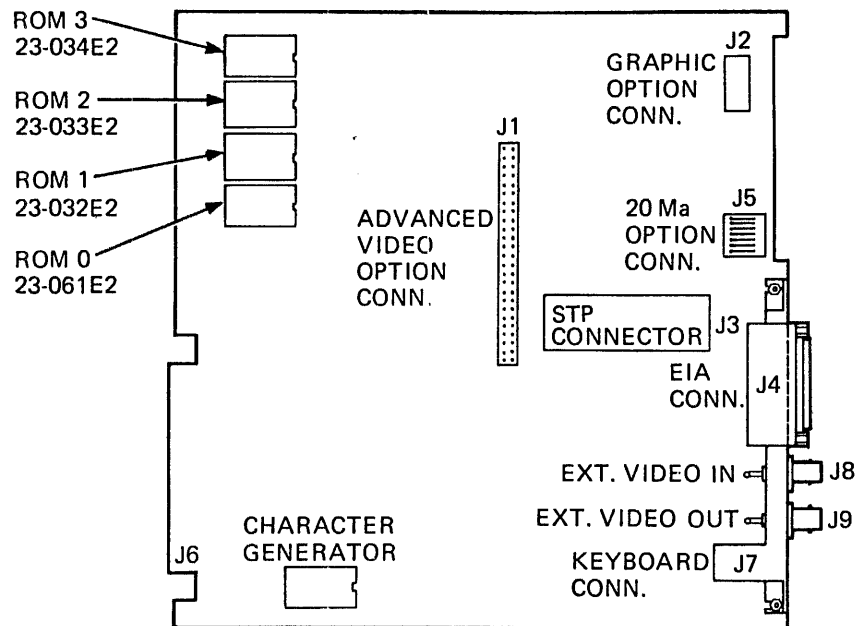 ROM 3
23-034E2
ROM 2
23-033E2
ROM 1
23-032E2
ROM 0
23-061E2
J2
GRAPHIC
OPTION
CONN.
J1
ADVANCED
VIDEO
OPTION
CONN.
J5
20 Ma
OPTION
CONN.
STP
CONNECTOR
J3
EIA
CONN.
J4
EXT. VIDEO IN
J8
EXT. VIDEO OUT
J9
KEYBOARD
CONN.
J7
J6
CHARACTER
GENERATOR